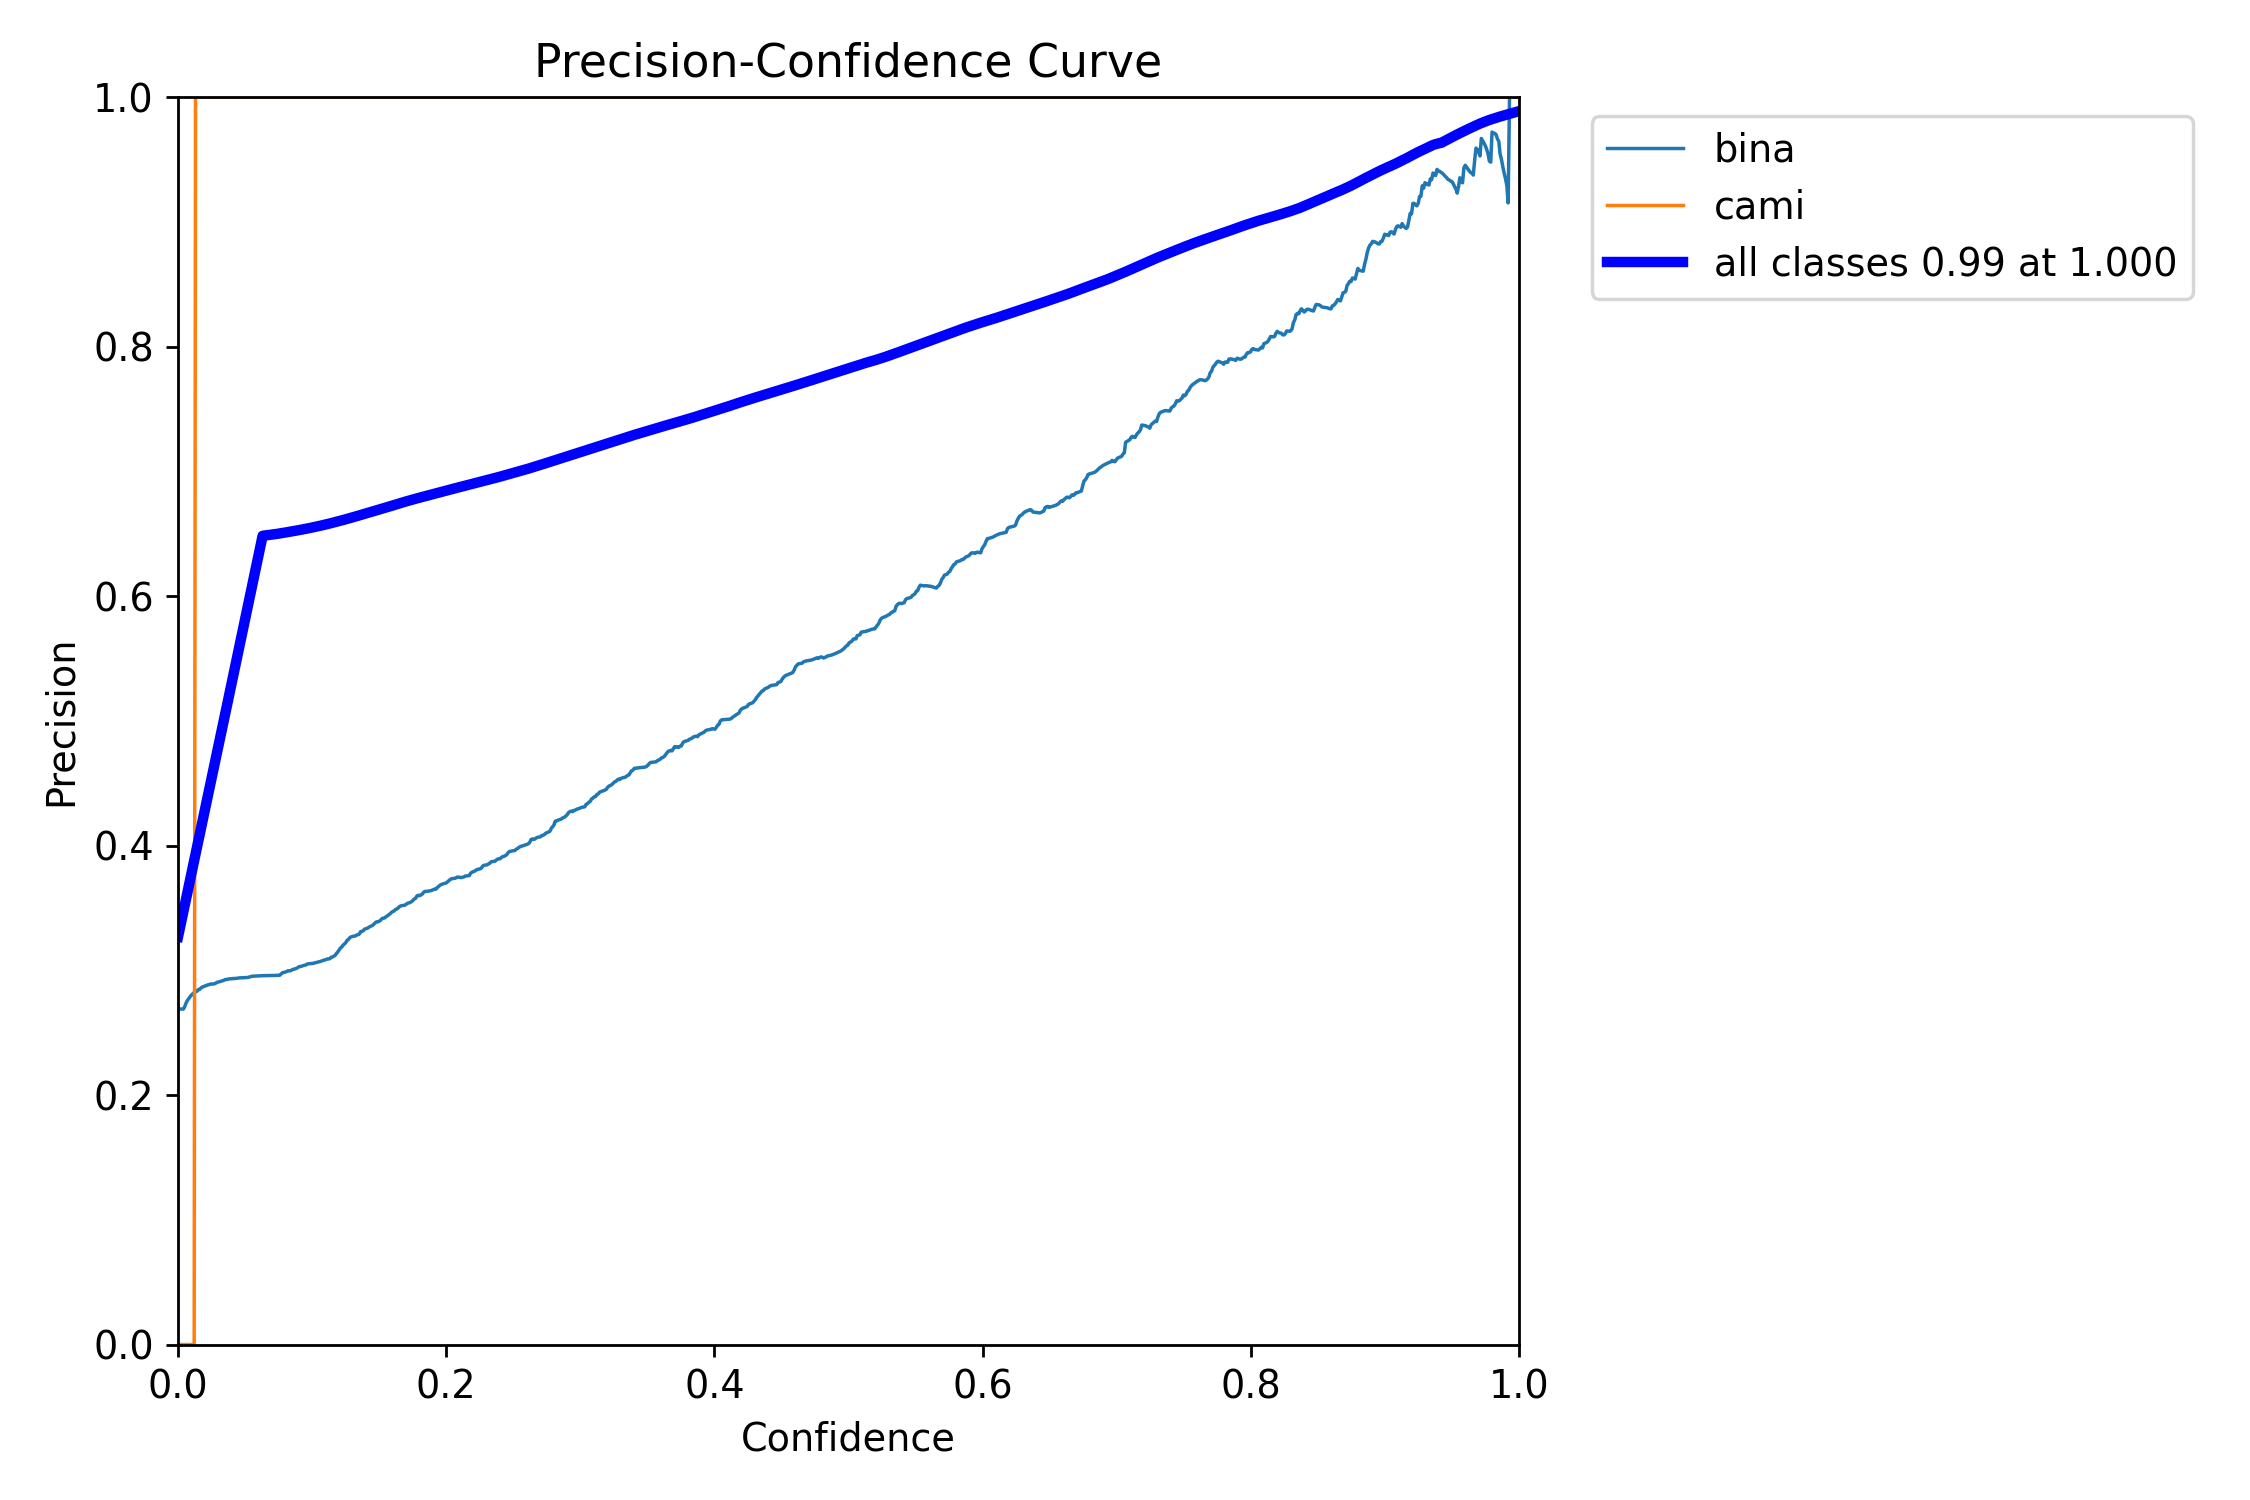 Precision-Confidence Curve
bina
cami
all classes 0.99 at 1.000
Precision
1.0
0.8
0.6
0.4
0.2
0.0
0.0 0.2 0.4 0.6 0.8 1.0
Confidence